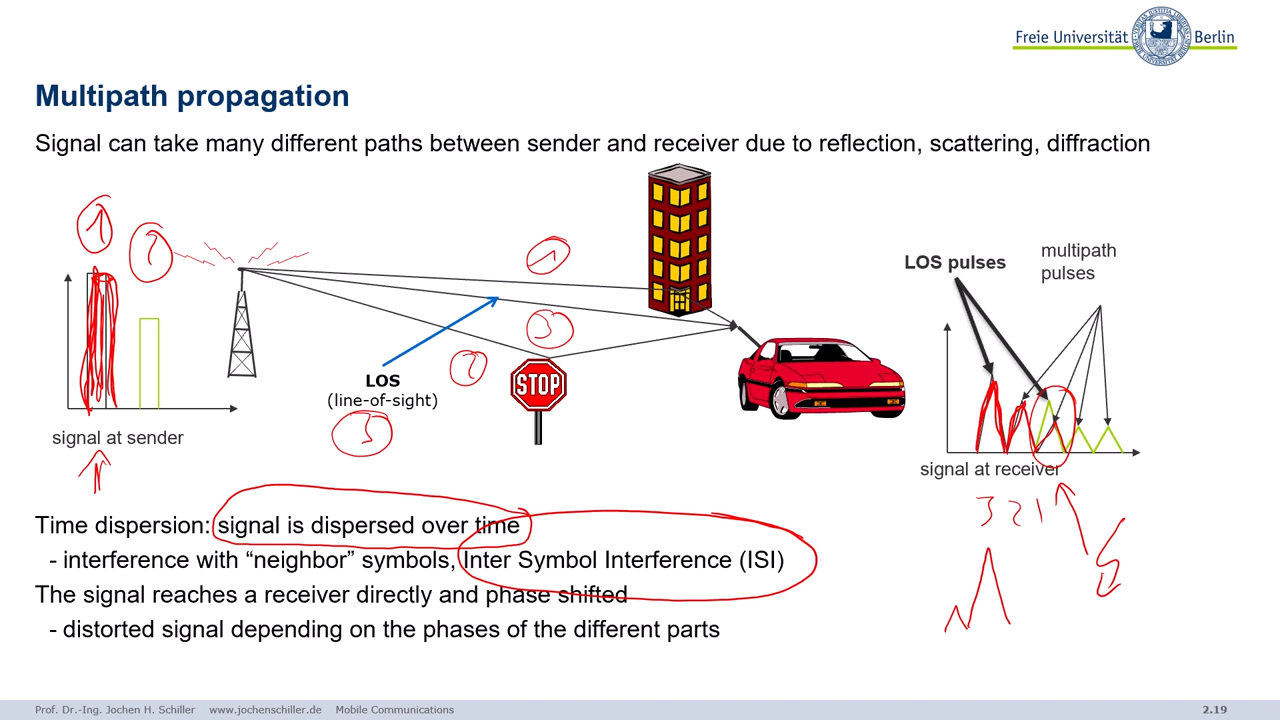 Freie Universität Berlin
Multipath propagation
Signal can take many different paths between sender and receiver due to reflection, scattering, diffraction
1
2
1
LOS pulses
multipath
pulses
3
2
LOS
(line-of-sight)
STOP
3
signal at sender
signal at receiver
3 2 1
Time dispersion: signal is dispersed over time
- interference with “neighbor” symbols, Inter Symbol Interference (ISI)
The signal reaches a receiver directly and phase shifted
- distorted signal depending on the phases of the different parts
Prof. Dr.-Ing. Jochen H. Schiller www.jochenschiller.de Mobile Communications 2.19